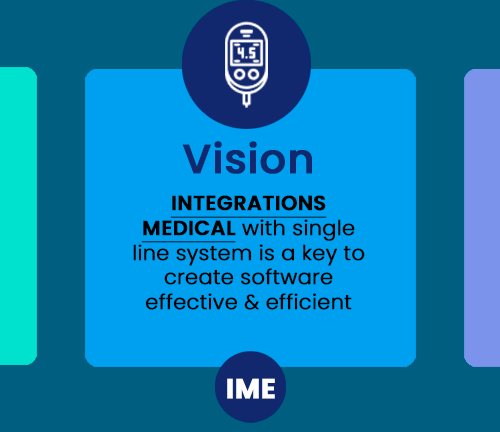 4.5
Vision
INTEGRATIONS
MEDICAL with single
line system is a key to
create software
effective & efficient
IME